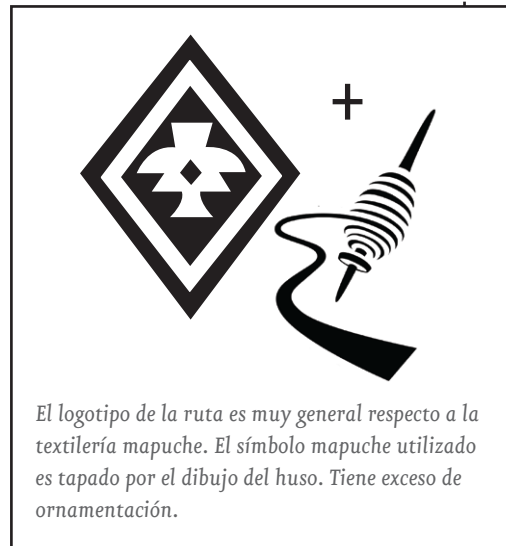 +
El logotipo de la ruta es muy general respecto a la
textilería mapuche. El símbolo mapuche utilizado
es tapado por el dibujo del huso. Tiene exceso de
ornamentación.